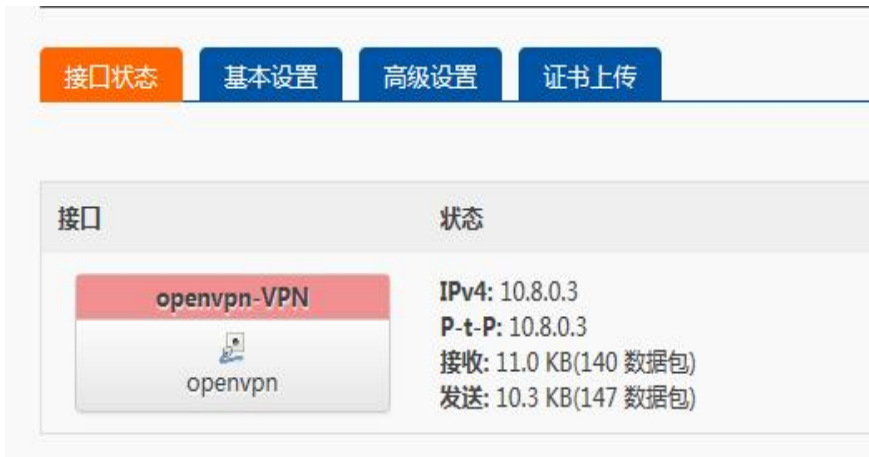 接口状态 基本设置 高级设置 证书上传
接口 状态
openvpn-VPN
openvpn
IPv4: 10.8.0.3
P-t-P: 10.8.0.3
接收: 11.0 KB(140 数据包)
发送: 10.3 KB(147 数据包)